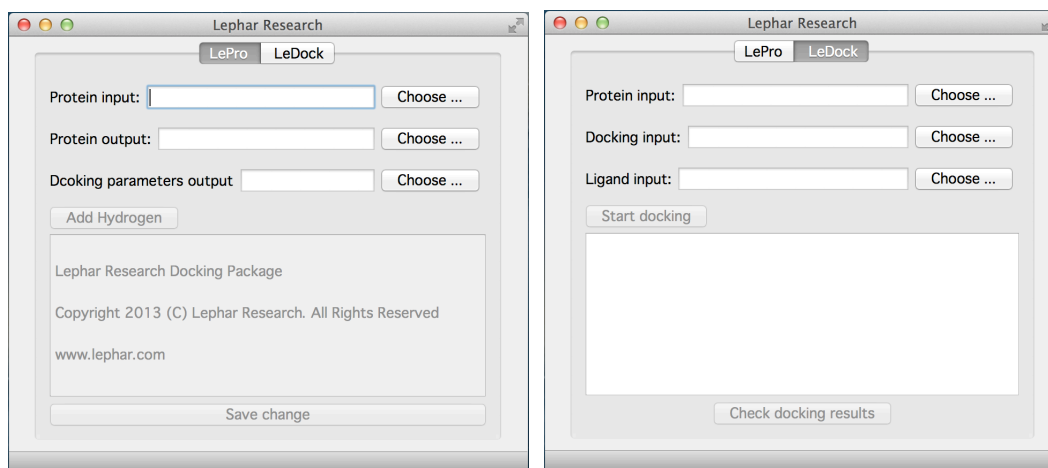 Lephar Research
LePro LeDock
Protein input: Choose ...
Protein output: Choose ...
Dcoking parameters output Choose ...
Add Hydrogen
Lephar Research Docking Package
Copyright 2013 (C) Lephar Research. All Rights Reserved
www.lephar.com
Save change
Lephar Research
LePro LeDock
Protein input: Choose ...
Docking input: Choose ...
Ligand input: Choose ...
Start docking
Check docking results